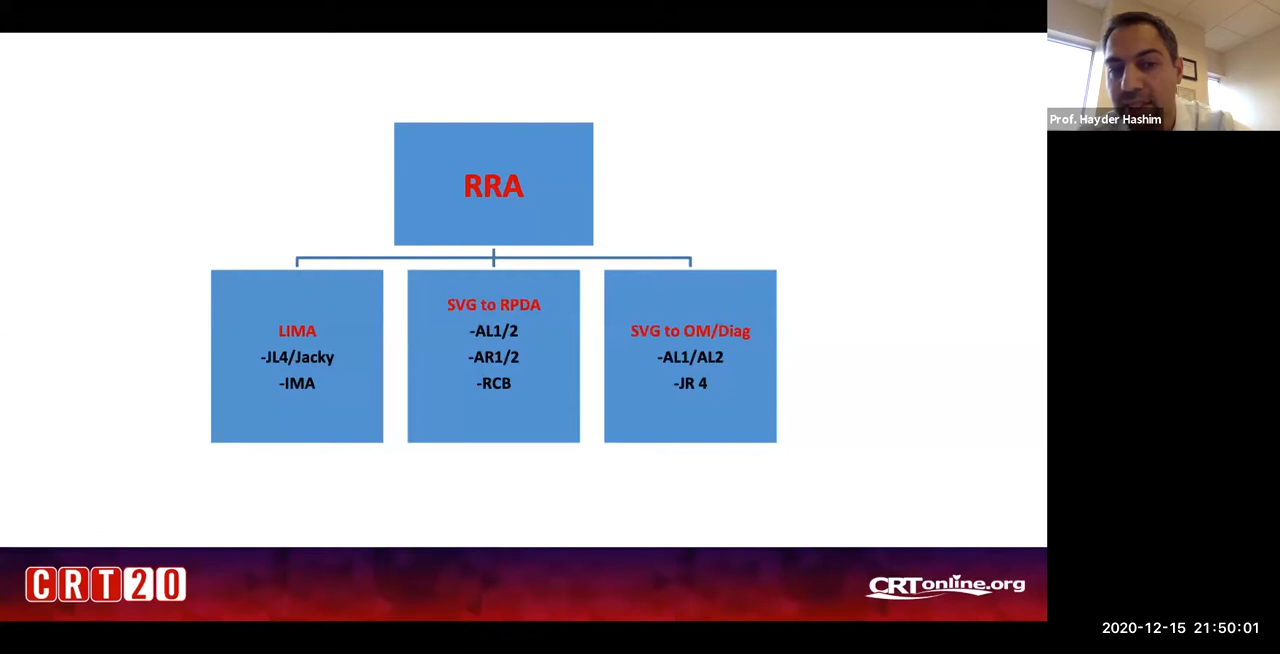 Prof. Hayder Hashim
RRA
LIMA
-JL4/Jacky
-IMA
SVG to RPDA
-AL1/2
-AR1/2
-RCB
SVG to OM/Diag
-AL1/AL2
-JR 4
CRT20
CRTonline.org
2020-12-15 21:50:01